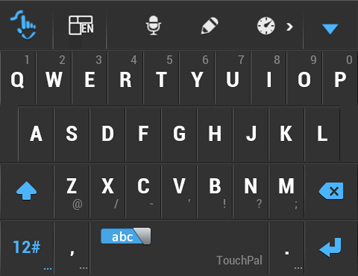 EN
1 2 3 4 5 6 7 8 9 0
Q W E R T Y U I O P
A S D F G H J K L
Z X C V B N M
@ / - ' ! ? ;
12# , abc TouchPal .
... ... ...